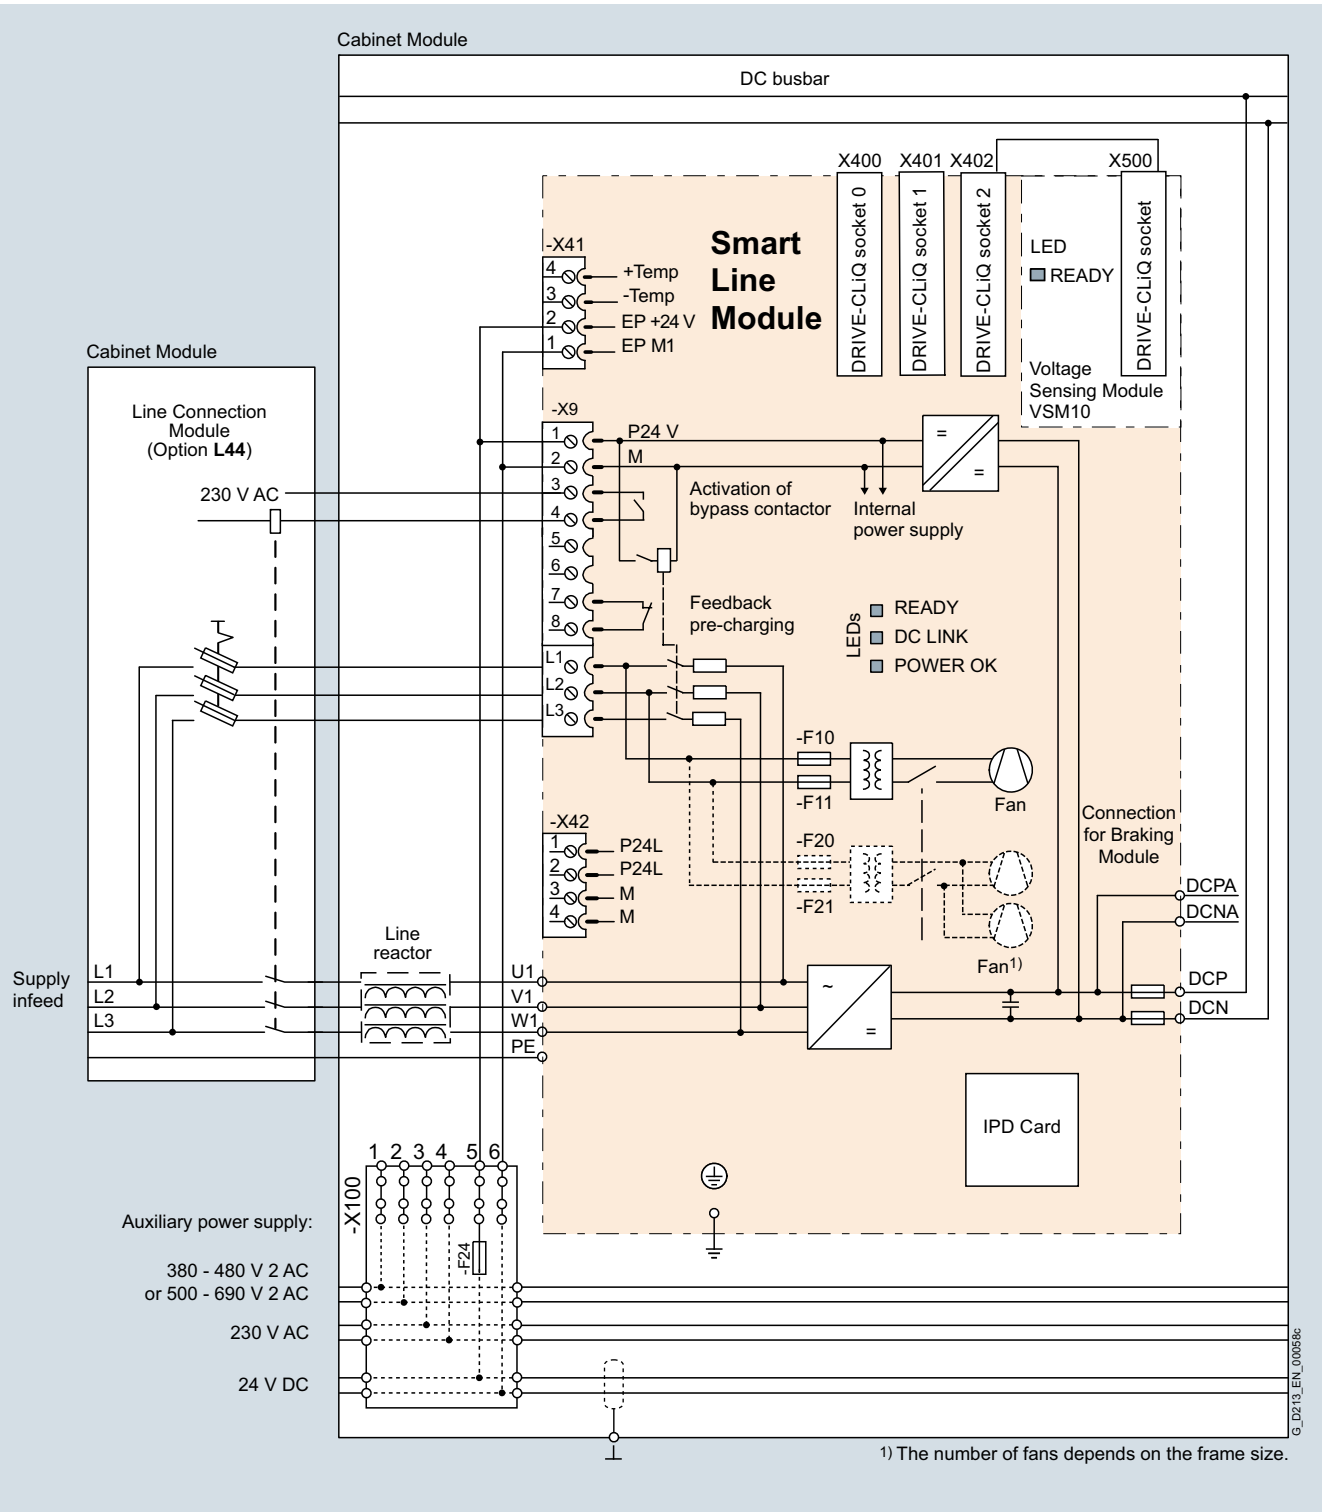 Cabinet Module
DC busbar
X400
X401
X402
X500
DRIVE-CLiQ socket 0
DRIVE-CLiQ socket 1
DRIVE-CLiQ socket 2
DRIVE-CLiQ socket
Smart
Line
Module
LED
READY
Voltage
Sensing Module
VSM10
-X41
4
+Temp
3
-Temp
2
EP +24 V
1
EP M1
Cabinet Module
Line Connection
Module
(Option L44)
230 V AC
-X9
1
P24 V
2
M
3
4
5
6
7
8
L1
L2
L3
=
=
Activation of
bypass contactor
Internal
power supply
Feedback
pre-charging
LEDs
READY
DC LINK
POWER OK
-F10
-F11
Fan
-F20
-F21
Fan1)
Connection
for Braking
Module
-X42
1
P24L
2
P24L
3
M
4
M
DCPA
DCNA
DCP
DCN
Line
reactor
Supply
infeed
L1
L2
L3
U1
V1
W1
PE
~
=
IPD Card
1 2 3 4 5 6
-X100
-F24
Auxiliary power supply:
380 - 480 V 2 AC
or 500 - 690 V 2 AC
230 V AC
24 V DC
G_D213_EN_00058c
1) The number of fans depends on the frame size.